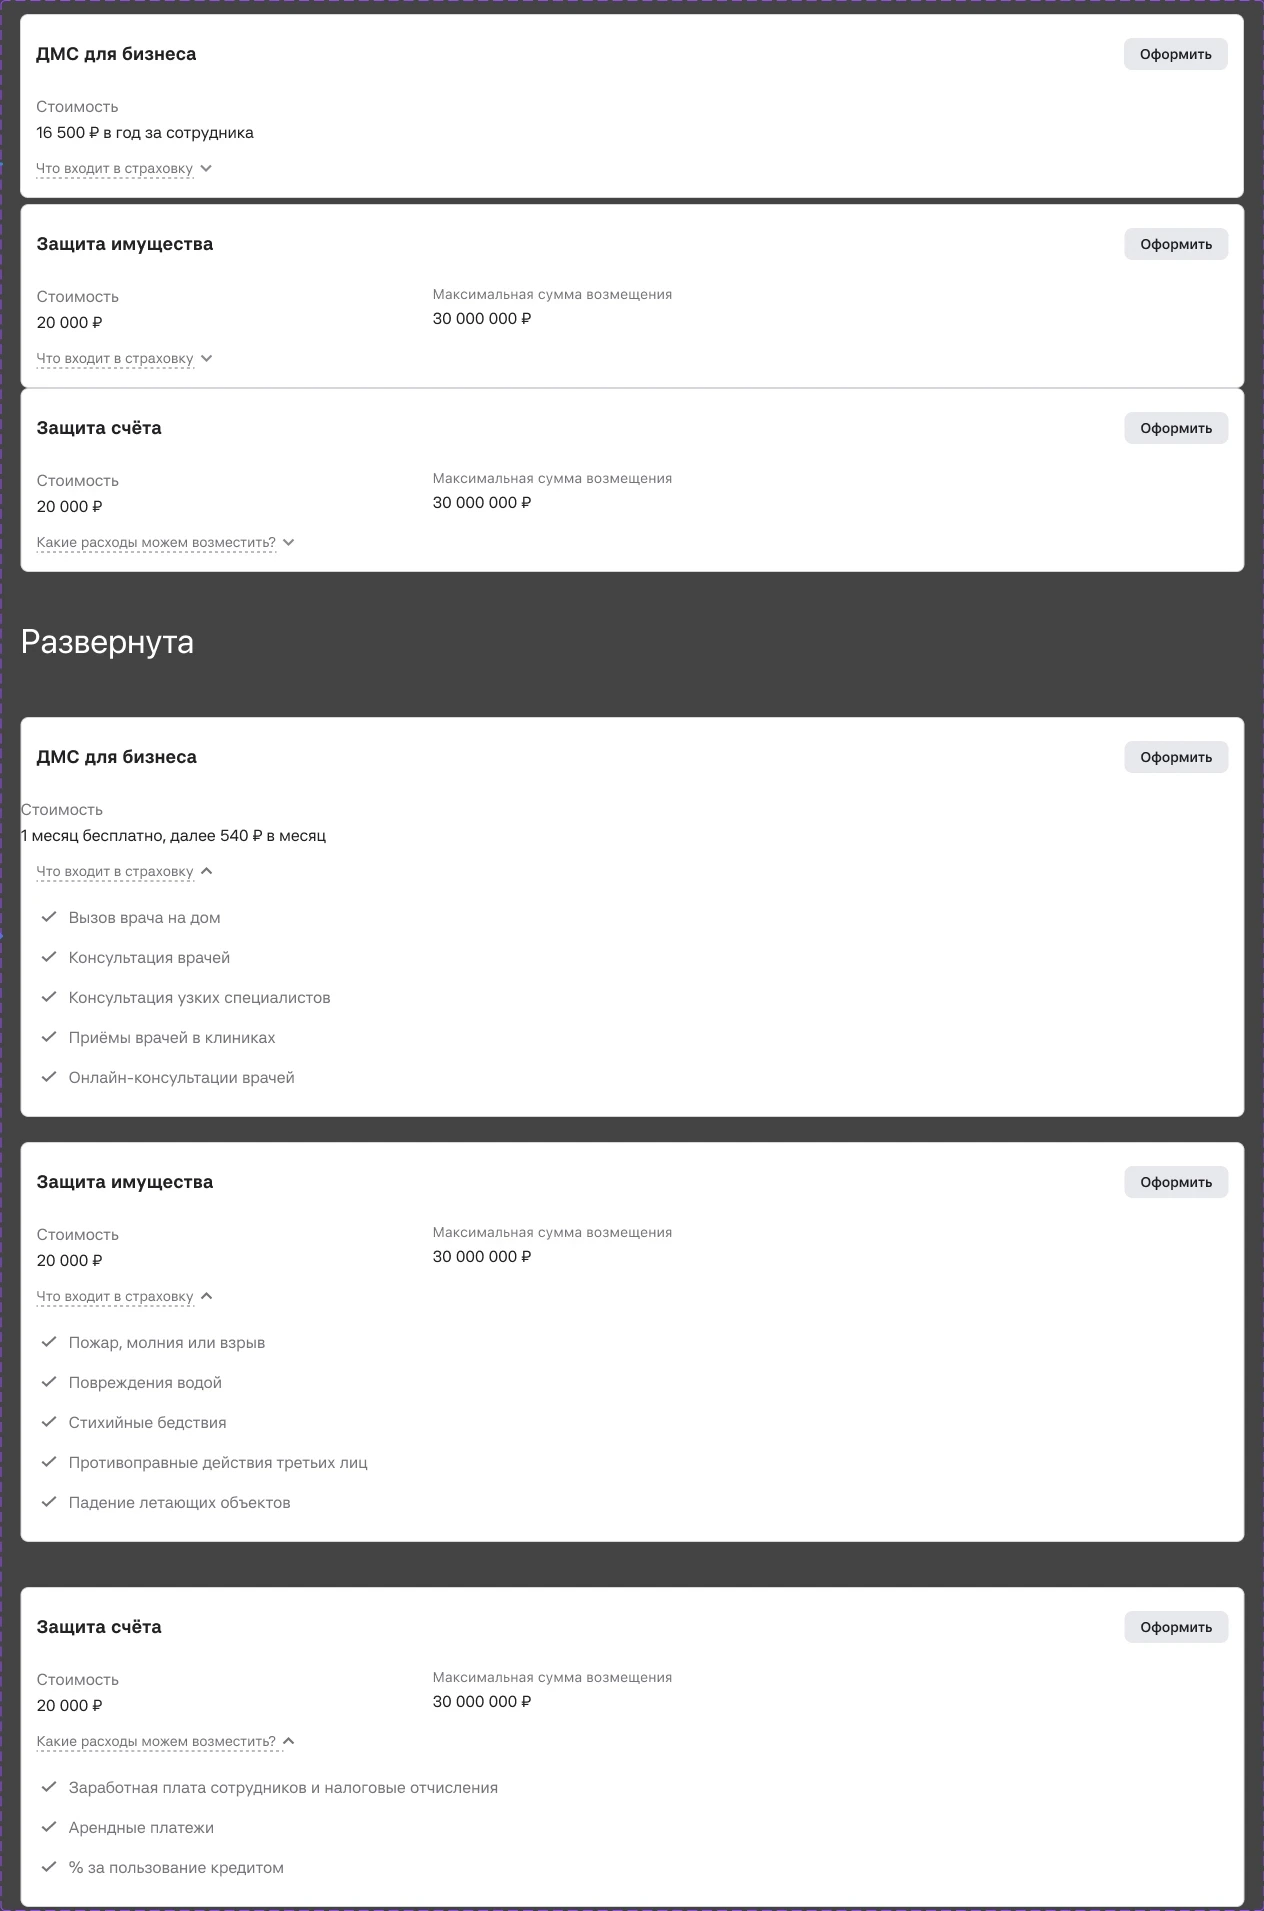 ДМС для бизнеса
Оформить
Стоимость
16 500 ₽ в год за сотрудника
Что входит в страховку
Защита имущества
Оформить
Стоимость
Максимальная сумма возмещения
20 000 ₽
30 000 000 ₽
Что входит в страховку
Защита счёта
Оформить
Стоимость
Максимальная сумма возмещения
20 000 ₽
30 000 000 ₽
Какие расходы можем возместить?
Развернута
ДМС для бизнеса
Оформить
Стоимость
1 месяц бесплатно, далее 540 ₽ в месяц
Что входит в страховку
Вызов врача на дом
Консультация врачей
Консультация узких специалистов
Приёмы врачей в клиниках
Онлайн-консультации врачей
Защита имущества
Оформить
Стоимость
Максимальная сумма возмещения
20 000 ₽
30 000 000 ₽
Что входит в страховку
Пожар, молния или взрыв
Повреждения водой
Стихийные бедствия
Противоправные действия третьих лиц
Падение летающих объектов
Защита счёта
Оформить
Стоимость
Максимальная сумма возмещения
20 000 ₽
30 000 000 ₽
Какие расходы можем возместить?
Заработная плата сотрудников и налоговые отчисления
Арендные платежи
% за пользование кредитом